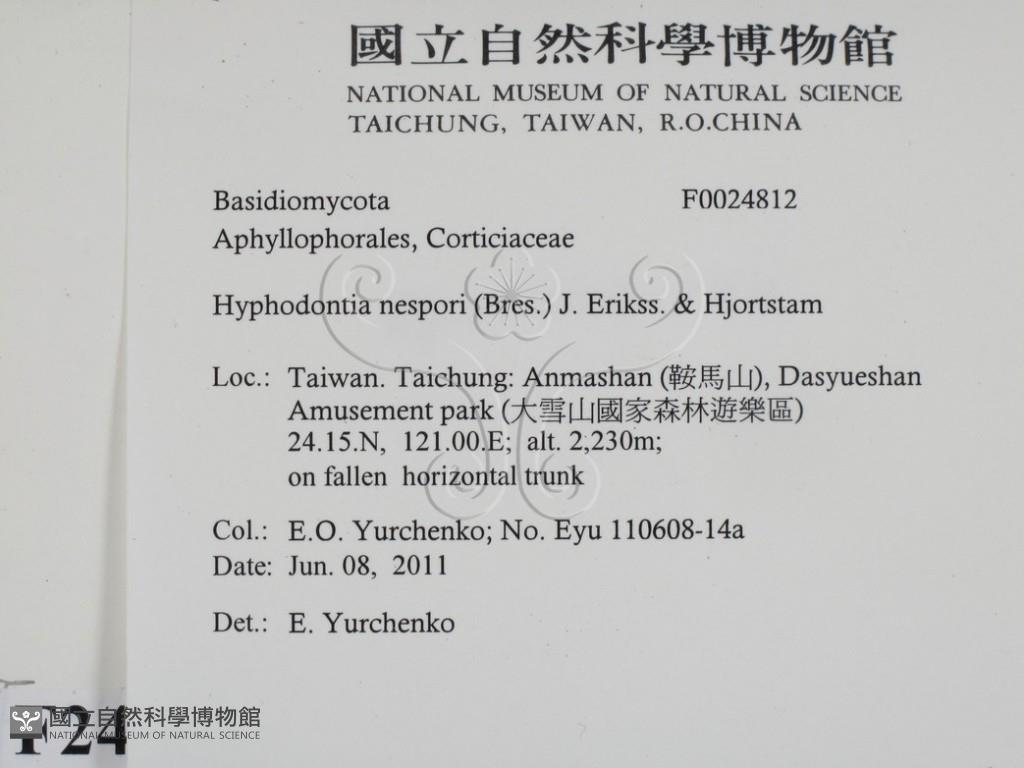 國立自然科學博物館
NATIONAL MUSEUM OF NATURAL SCIENCE
TAICHUNG, TAIWAN, R.O.CHINA
Basidiomycota F0024812
Aphyllophorales, Corticiaceae
Hyphodontia nespori (Bres.) J. Erikss. & Hjortstam
Loc.: Taiwan. Taichung: Anmashan (鞍馬山), Dasyueshan
Amusement park (大雪山國家森林遊樂區)
24.15.N, 121.00.E; alt. 2,230m;
on fallen horizontal trunk
Col.: E.O. Yurchenko; No. Eyu 110608-14a
Date: Jun. 08, 2011
Det.: E. Yurchenko
F24
國立自然科學博物館
NATIONAL MUSEUM OF NATURAL SCIENCE